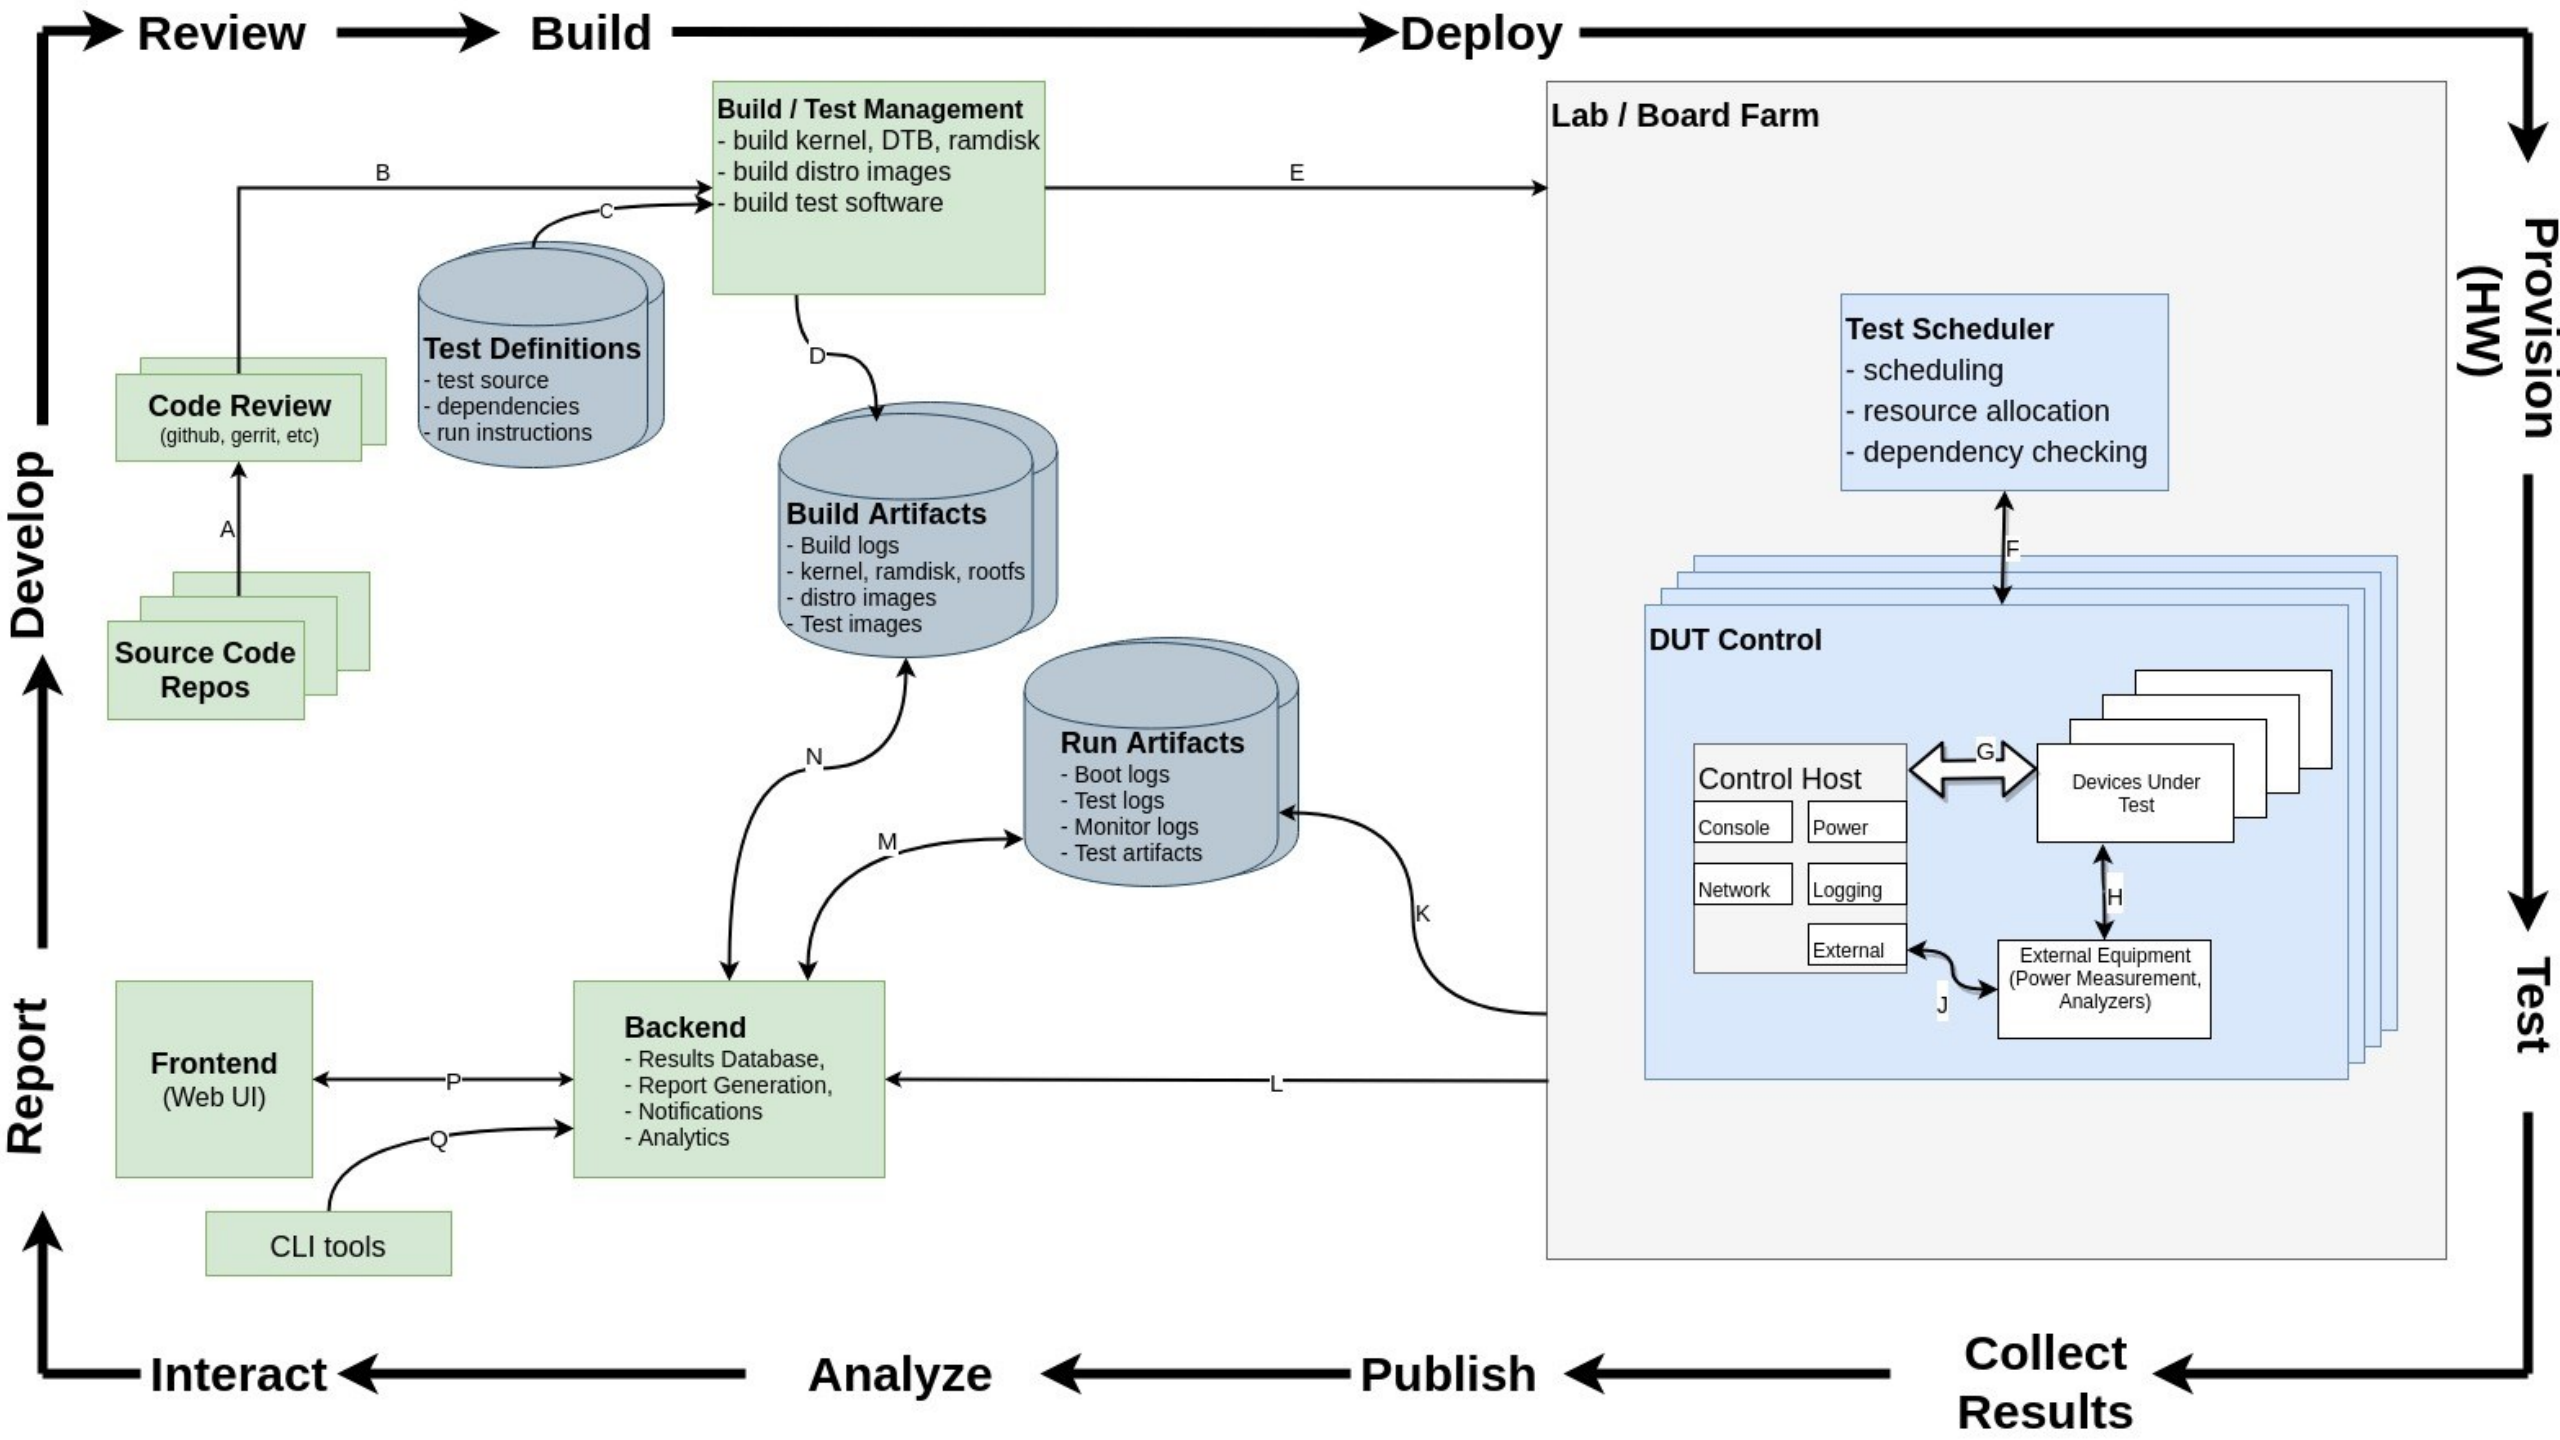 Review
Build
Deploy
Provision
(HW)
Test
Collect
Results
Publish
Analyze
Interact
Report
Develop
Build / Test Management
- build kernel, DTB, ramdisk
- build distro images
- build test software
B
C
E
Lab / Board Farm
Test Definitions
- test source
- dependencies
- run instructions
D
Code Review
(github, gerrit, etc)
A
Source Code
Repos
Build Artifacts
- Build logs
- kernel, ramdisk, rootfs
- distro images
- Test images
Test Scheduler
- scheduling
- resource allocation
- dependency checking
F
DUT Control
N
M
Run Artifacts
- Boot logs
- Test logs
- Monitor logs
- Test artifacts
K
Control Host
Console
Power
Network
Logging
External
G
Devices Under
Test
H
External Equipment
(Power Measurement,
Analyzers)
J
Frontend
(Web UI)
P
Backend
- Results Database,
- Report Generation,
- Notifications
- Analytics
L
Q
CLI tools